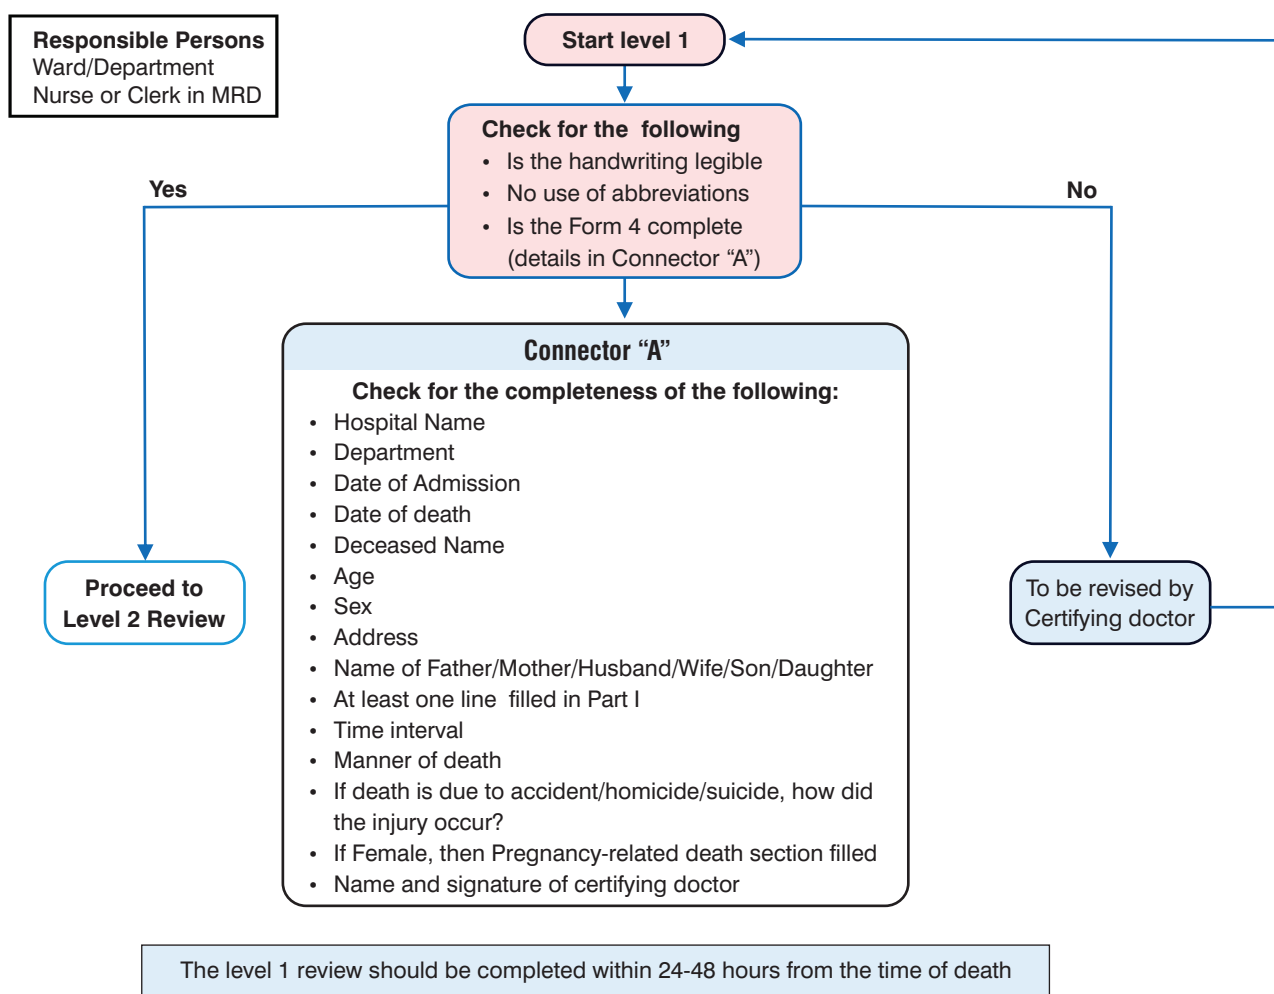 Responsible Persons
Ward/Department
Nurse or Clerk in MRD
Start level 1
Check for the following
• Is the handwriting legible
• No use of abbreviations
• Is the Form 4 complete
(details in Connector “A”)
Yes
No
Connector “A”
Check for the completeness of the following:
• Hospital Name
• Department
• Date of Admission
• Date of death
• Deceased Name
• Age
• Sex
• Address
• Name of Father/Mother/Husband/Wife/Son/Daughter
• At least one line filled in Part I
• Time interval
• Manner of death
• If death is due to accident/homicide/suicide, how did
the injury occur?
• If Female, then Pregnancy-related death section filled
• Name and signature of certifying doctor
Proceed to
Level 2 Review
To be revised by
Certifying doctor
The level 1 review should be completed within 24-48 hours from the time of death